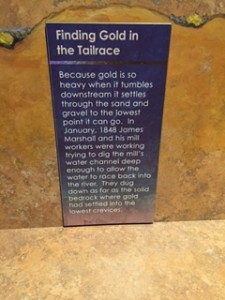 Finding Gold in
the Tailrace
Because gold is so
heavy when it tumbles
downstream it settles
through the sand and
gravel to the lowest
point it can go. In
January, 1848 James
Marshall and his mill
workers were working
trying to dig the mill's
water channel deep
enough to allow the
water to race back into
the river. They dug
down as far as the solid
bedrock where gold
had settled into the
lowest crevices.